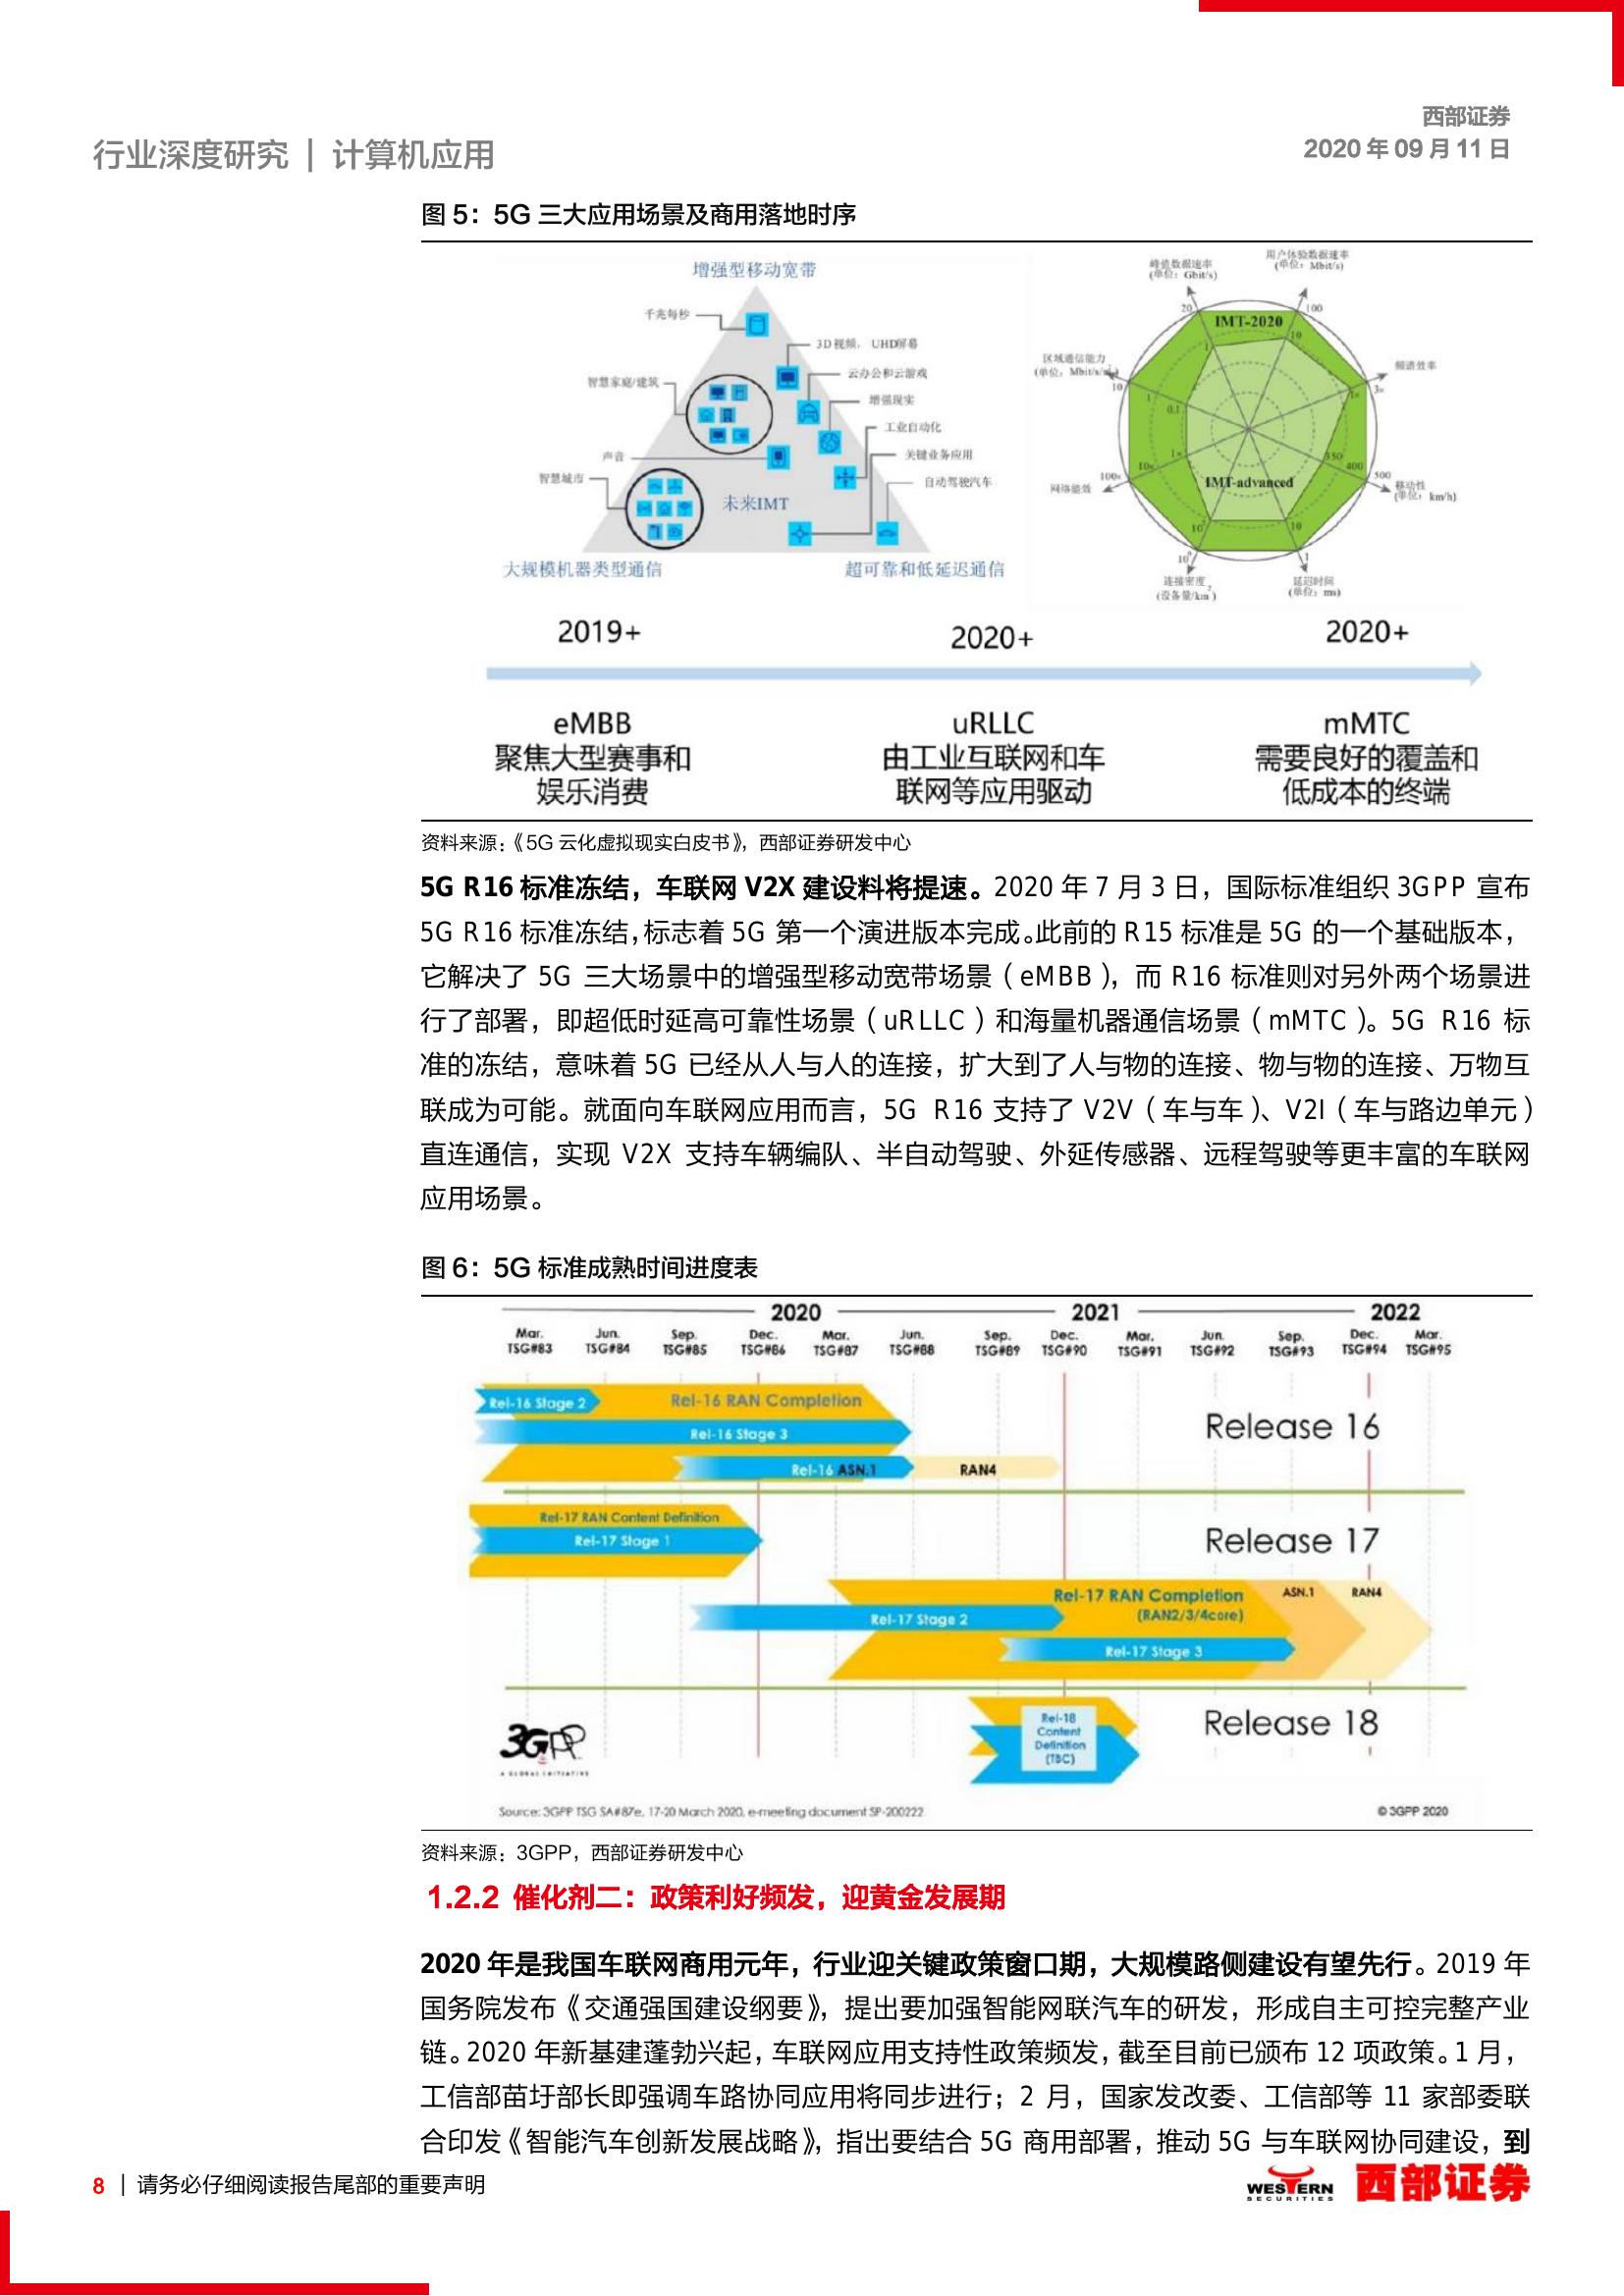 西部证券
行业深度研究 | 计算机应用
2020 年 09 月 11 日
图 5：5G 三大应用场景及商用落地时序
增强型移动宽带
千兆每秒
3D 视频， UHD屏幕
智慧家庭/建筑
云办公和云游戏
增强现实
工业自动化
声音
关键业务应用
智慧城市
自动驾驶汽车
未来IMT
大规模机器类型通信
超可靠和低延迟通信
峰值数据速率
(单位：Gbit/s)
用户体验数据速率
(单位：Mbit/s)
20
100
IMT-2020
10
1
区域通信能力
频谱效率
10
1
0.1
1×
3×
100×
10×
1×
350
400
500
网络能效
移动性
(单位：km/h)
IMT-advanced
10
1
连接密度
(设备量/km²)
延迟时间
(单位：ms)
2019+
2020+
2020+
eMBB
聚焦大型赛事和
娱乐消费
uRLLC
由工业互联网和车
联网等应用驱动
mMTC
需要良好的覆盖和
低成本的终端
资料来源：《5G 云化虚拟现实白皮书》，西部证券研发中心
5G R16 标准冻结，车联网 V2X 建设料将提速。2020 年 7 月 3 日，国际标准组织 3GPP 宣布
5G R16 标准冻结，标志着 5G 第一个演进版本完成。此前的 R15 标准是 5G 的一个基础版本，
它解决了 5G 三大场景中的增强型移动宽带场景（eMBB），而 R16 标准则对另外两个场景进
行了部署，即超低时延高可靠性场景（uRLLC）和海量机器通信场景（mMTC）。5G R16 标
准的冻结，意味着 5G 已经从人与人的连接，扩大到了人与物的连接、物与物的连接、万物互
联成为可能。就面向车联网应用而言，5G R16 支持了 V2V（车与车）、V2I（车与路边单元）
直连通信，实现 V2X 支持车辆编队、半自动驾驶、外延传感器、远程驾驶等更丰富的车联网
应用场景。
图 6：5G 标准成熟时间进度表
2020 2021 2022
Mar. Jun. Sep. Dec. Mar. Jun. Sep. Dec. Mar. Jun. Sep. Dec. Mar.
TSG#83 TSG#84 TSG#85 TSG#86 TSG#87 TSG#88 TSG#89 TSG#90 TSG#91 TSG#92 TSG#93 TSG#94 TSG#95
Rel-16 Stage 2
Rel-16 RAN Completion
Release 16
Rel-16 Stage 3
Rel-16 ASN.1
RAN4
Rel-17 RAN Content Definition
Rel-17 Stage 1
Release 17
Rel-17 RAN Completion
(RAN2/3/4core)
ASN.1
RAN4
Rel-17 Stage 2
Rel-17 Stage 3
Rel-18
Content
Definition
(TBC)
Release 18
3GPP
A GLOBAL INITIATIVE
Source: 3GPP TSG SA#87e, 17-20 March 2020, e-meeting document SP-200222
© 3GPP 2020
资料来源：3GPP，西部证券研发中心
1.2.2 催化剂二：政策利好频发，迎黄金发展期
2020 年是我国车联网商用元年，行业迎关键政策窗口期，大规模路侧建设有望先行。2019 年
国务院发布《交通强国建设纲要》，提出要加强智能网联汽车的研发，形成自主可控完整产业
链。2020 年新基建蓬勃兴起，车联网应用支持性政策频发，截至目前已颁布 12 项政策。1 月，
工信部苗圩部长即强调车路协同应用将同步进行；2 月，国家发改委、工信部等 11 家部委联
合印发《智能汽车创新发展战略》，指出要结合 5G 商用部署，推动 5G 与车联网协同建设，到
8 | 请务必仔细阅读报告尾部的重要声明
WESTERN
SECURITIES
西部证券